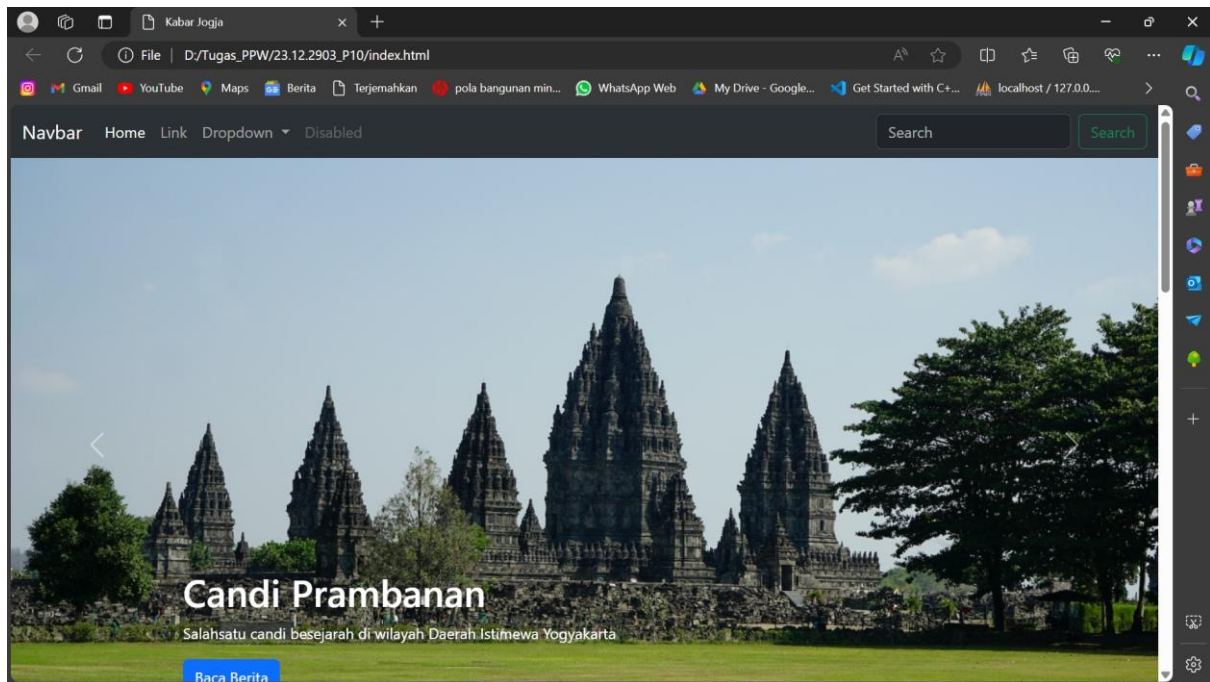 Kabar Jogja
File | D:/Tugas_PPW/23.12.2903_P10/index.html
Gmail YouTube Maps Berita Terjemahkan pola bangunan min... WhatsApp Web My Drive - Google... Get Started with C+... localhost / 127.0.0....
Navbar Home Link Dropdown Disabled Search Search
Candi Prambanan
Salahsatu candi besejarah di wilayah Daerah Istimewa Yogyakarta
Baca Berita